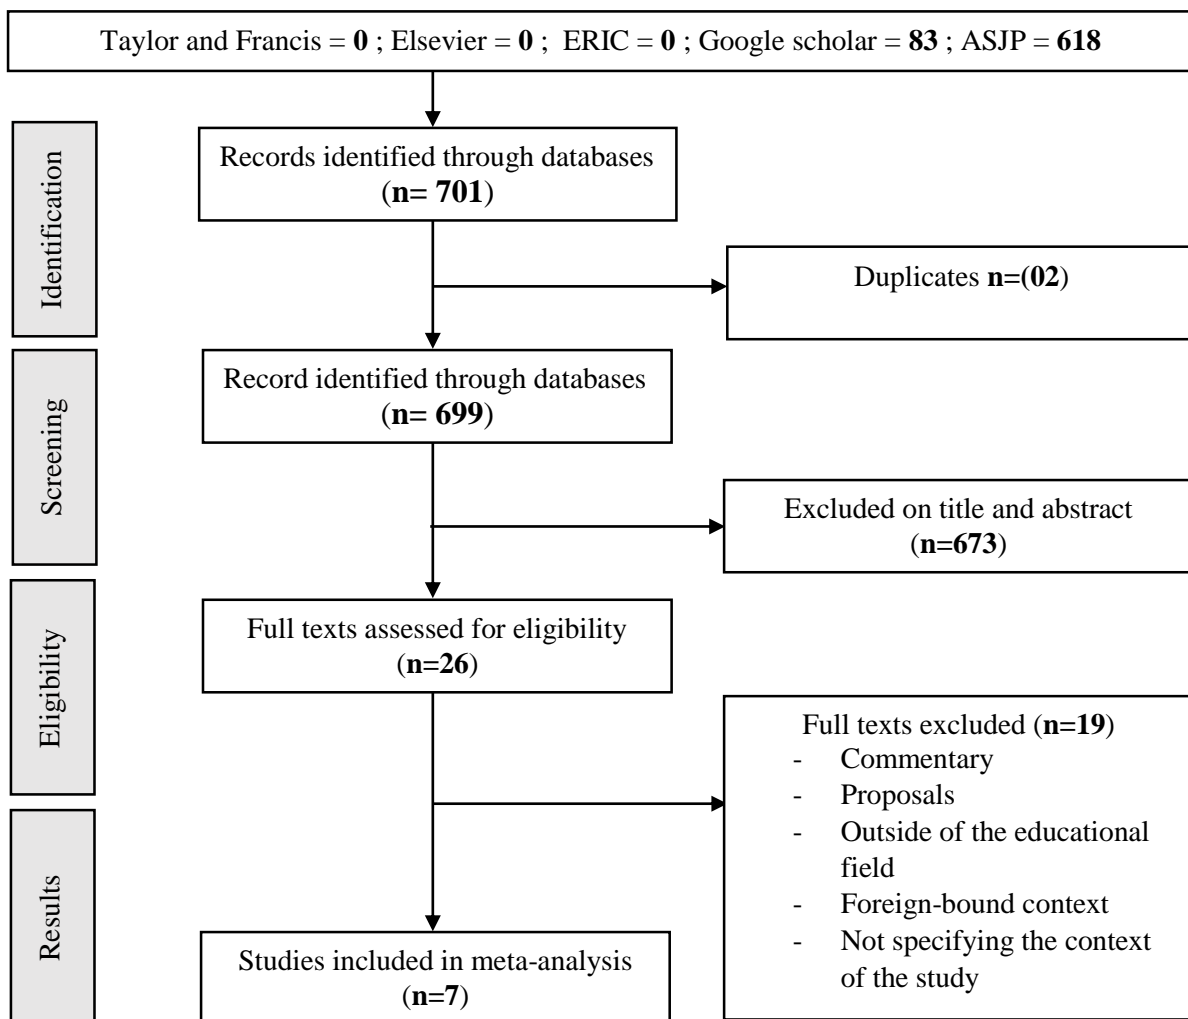 Taylor and Francis = 0 ; Elsevier = 0 ; ERIC = 0 ; Google scholar = 83 ; ASJP = 618
Identification
Records identified through databases
(n= 701)
Duplicates n=(02)
Screening
Record identified through databases
(n= 699)
Excluded on title and abstract
(n=673)
Eligibility
Full texts assessed for eligibility
(n=26)
Full texts excluded (n=19)
- Commentary
- Proposals
- Outside of the educational
field
- Foreign-bound context
- Not specifying the context
of the study
Results
Studies included in meta-analysis
(n=7)